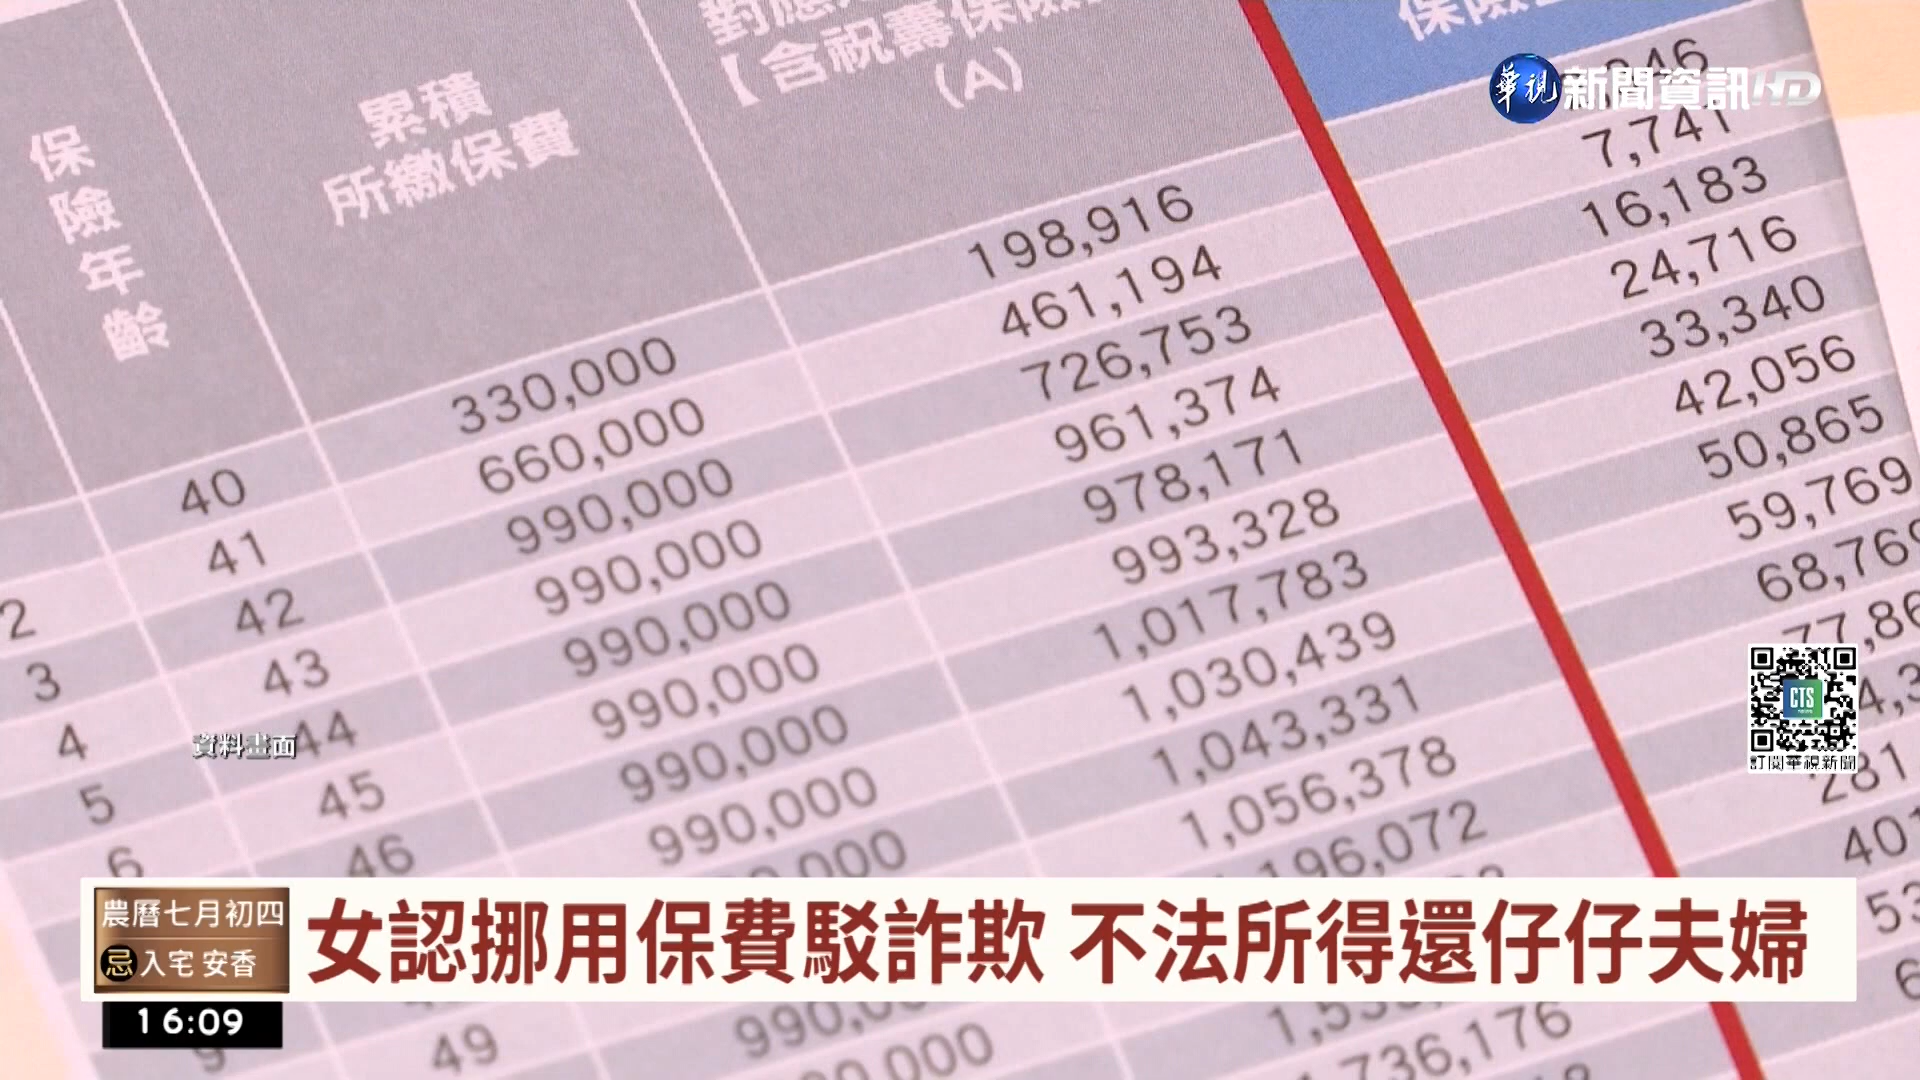 累積
所繳保費
【含祝壽保險
(A)
保險年齡
華視新聞資訊HD
7,741
198,916 16,183
461,194 24,716
330,000 726,753 33,340
660,000 961,374 42,056
40 990,000 978,171 50,865
41 990,000 993,328 59,769
2 42 990,000 1,017,783
3 43 990,000 1,030,439
4 44 990,000 1,043,331
5 45 990,000 1,056,378
6 46
49
資料畫面
CTS
訂閱華視新聞
農曆七月初四
忌 入宅 安香
女認挪用保費駁詐欺 不法所得還仔仔夫婦
16:09